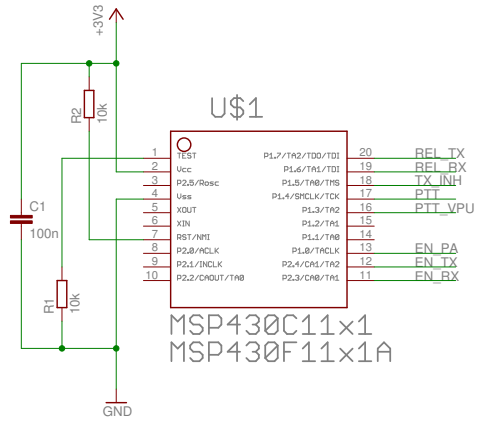 +3V3
U$1
R2
10k
1 TEST P1.7/TA2/TDO/TDI 20 REL_TX
2 Vcc P1.6/TA1/TDI 19 REL_RX
3 P2.5/Rosc P1.5/TA0/TMS 18 TX_INH
4 Vss P1.4/SMCLK/TCK 17 PTT
5 XOUT P1.3/TA2 16 PTT_VPU
6 XIN P1.2/TA1 15
7 RST/NMI P1.1/TA0 14
8 P2.0/ACLK P1.0/TACLK 13 EN_PA
9 P2.1/INCLK P2.4/CA1/TA2 12 EN_TX
10 P2.2/CAOUT/TA0 P2.3/CA0/TA1 11 EN_RX
C1
100n
R1
10k
MSP430C11x1
MSP430F11x1A
GND